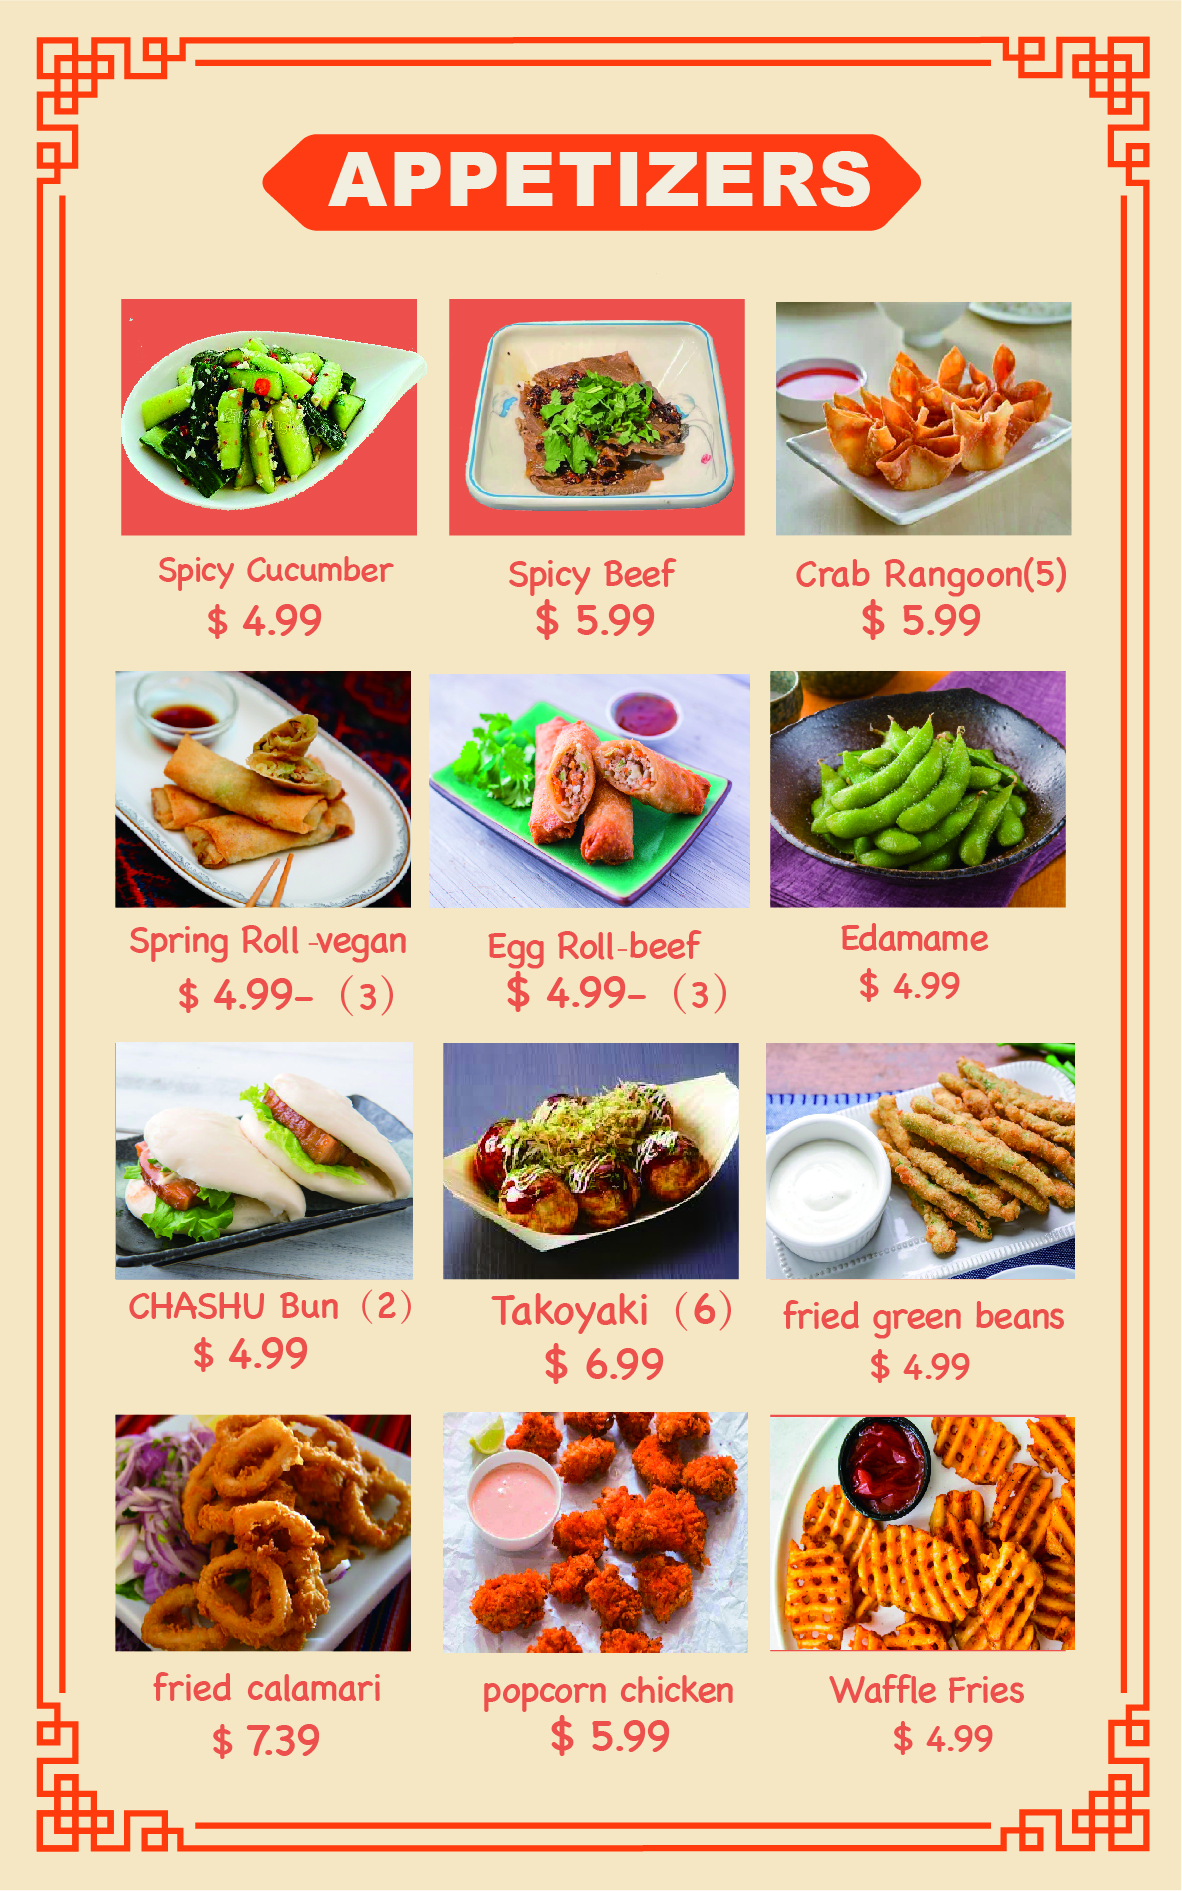 APPETIZERS
Spicy Cucumber
$ 4.99
Spicy Beef
$ 5.99
Crab Rangoon(5)
$ 5.99
Spring Roll -vegan
$ 4.99– （3）
Egg Roll-beef
$ 4.99– （3）
Edamame
$ 4.99
CHASHU Bun （2）
$ 4.99
Takoyaki （6）
$ 6.99
fried green beans
$ 4.99
fried calamari
$ 7.39
popcorn chicken
$ 5.99
Waffle Fries
$ 4.99